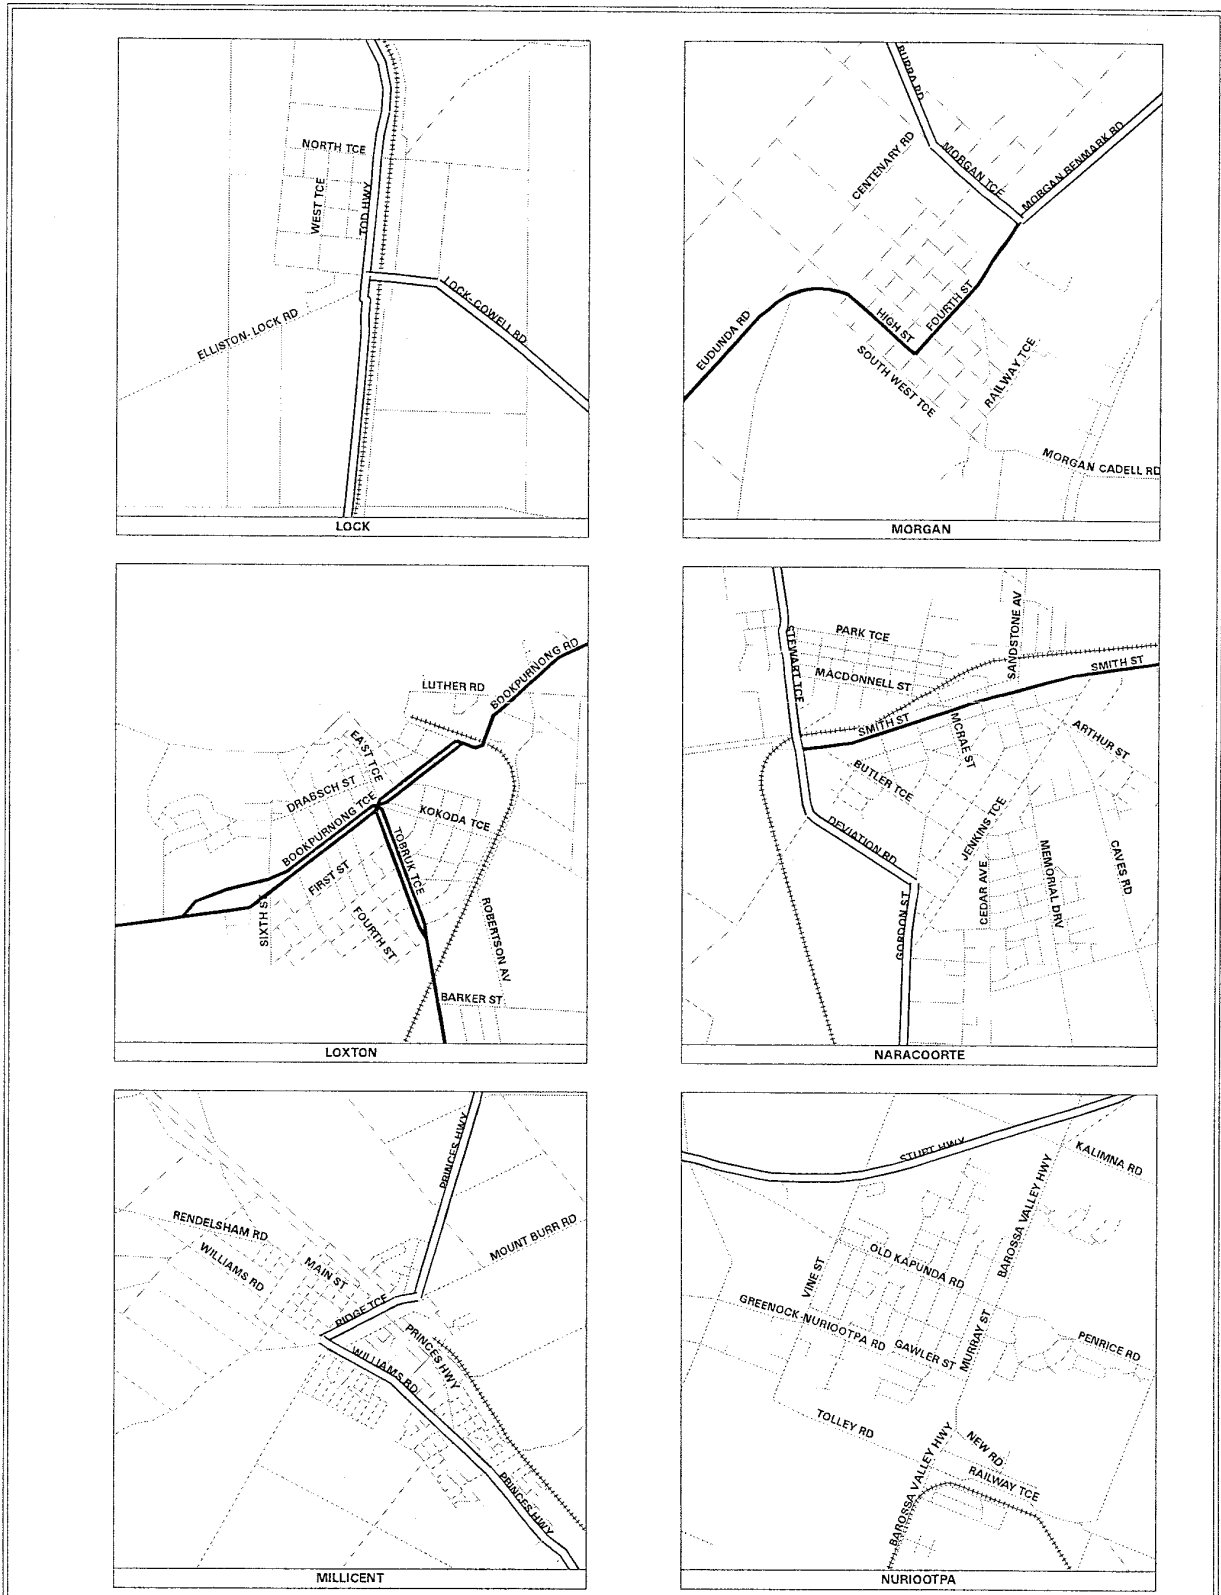 NORTH TCE
WEST TCE
TOD HWY
LOCK-COWELL RD
ELLISTON-LOCK RD
LOCK
BURRA RD
CENTENARY RD
MORGAN TCE
MORGAN RENMARK RD
EUDUNDA RD
HIGH ST
FOURTH ST
SOUTH WEST TCE
RAILWAY TCE
MORGAN CADELL RD
MORGAN
BOOKPURNONG RD
LUTHER RD
EAST TCE
DRABSCH ST
BOOKPURNONG TCE
KOKODA TCE
TOBRUK TCE
FIRST ST
FOURTH ST
SIXTH ST
ROBERTSON AV
BARKER ST
LOXTON
SANDSTONE AV
PARK TCE
STEWART TCE
MACDONNELL ST
SMITH ST
SMITH ST
MCRAE ST
ARTHUR ST
BUTLER TCE
JENKINS TCE
DEVIATION RD
CEDAR AVE
MEMORIAL DRV
CAVES RD
GORDON ST
NARACOORTE
PRINCES HWY
RENDELSHAM RD
WILLIAMS RD
MAIN ST
MOUNT BURR RD
RIDGE TCE
PRINCES HWY
WILLIAMS RD
PRINCES HWY
MILLICENT
STURT HWY
KALIMNA RD
BAROSSA VALLEY HWY
OLD KAPUNDA RD
VINE ST
GREENOCK-NURIOOTPA RD
GAWLER ST
MURRAY ST
PENRICE RD
TOLLEY RD
NEW RD
RAILWAY TCE
BAROSSA VALLEY HWY
NURIOOTPA